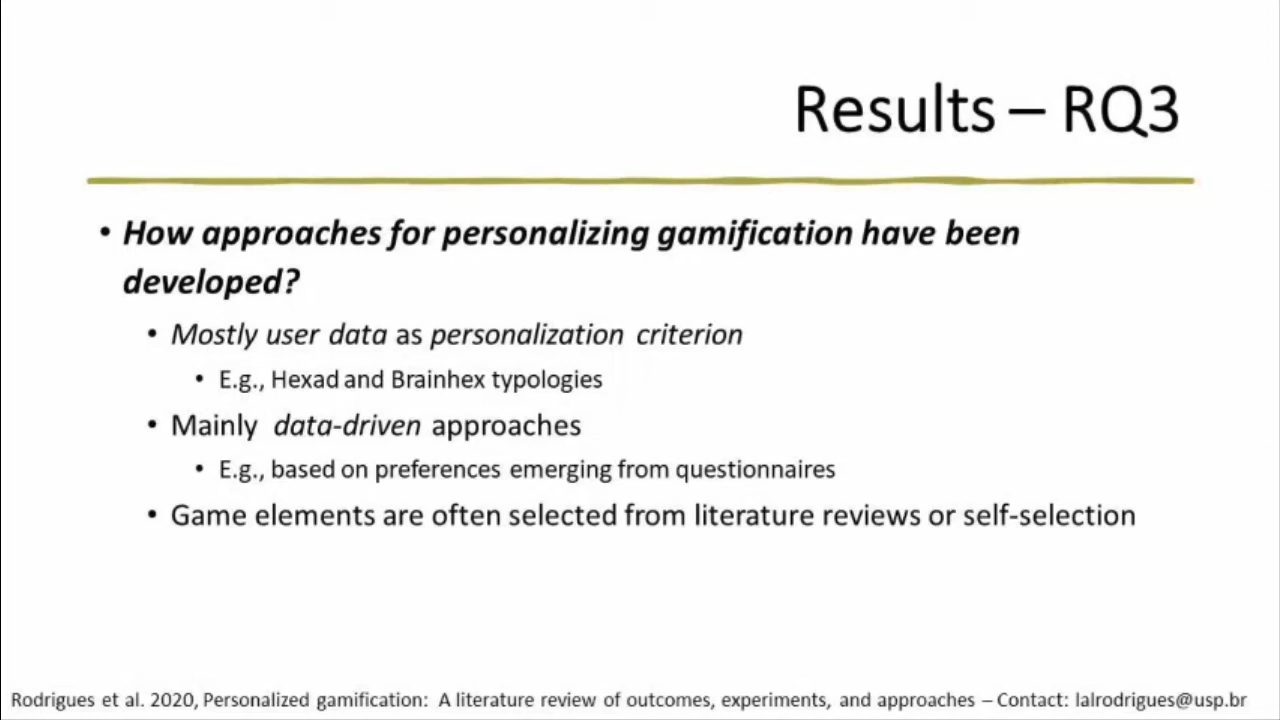 Results – RQ3
• How approaches for personalizing gamification have been
developed?
• Mostly user data as personalization criterion
• E.g., Hexad and Brainhex typologies
• Mainly data-driven approaches
• E.g., based on preferences emerging from questionnaires
• Game elements are often selected from literature reviews or self-selection
Rodrigues et al. 2020, Personalized gamification: A literature review of outcomes, experiments, and approaches – Contact: lalrodrigues@usp.br